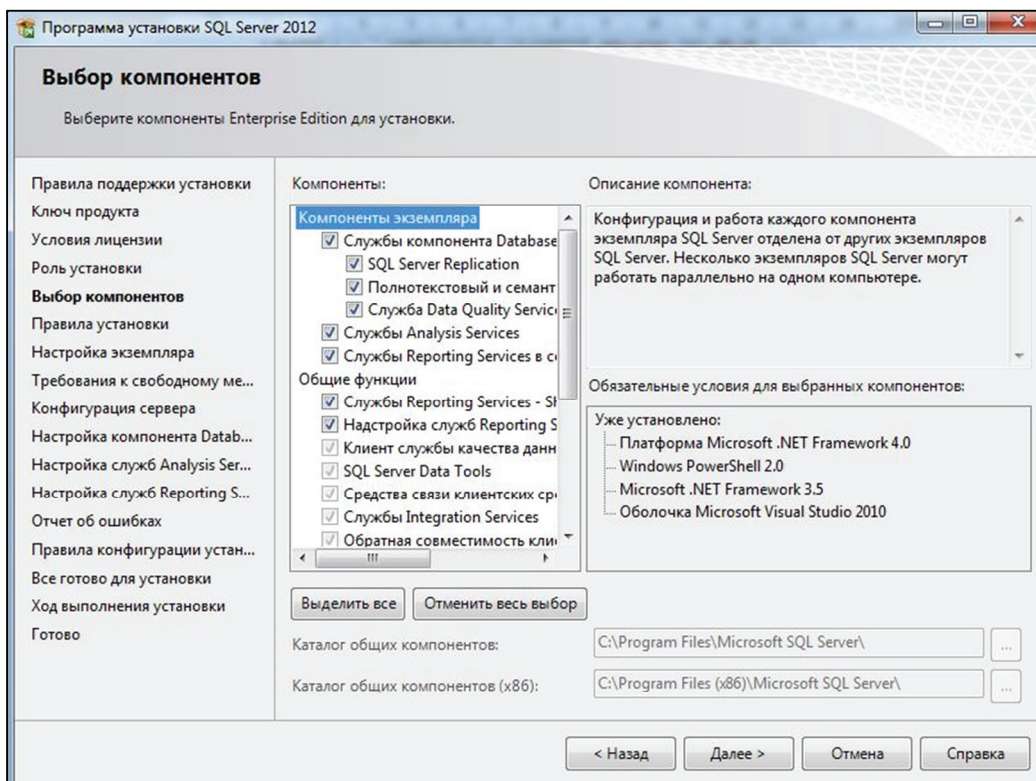 Программа установки SQL Server 2012
Выбор компонентов
Выберите компоненты Enterprise Edition для установки.
Правила поддержки установки
Ключ продукта
Условия лицензии
Роль установки
Выбор компонентов
Правила установки
Настройка экземпляра
Требования к свободному ме...
Конфигурация сервера
Настройка компонента Datab...
Настройка служб Analysis Ser...
Настройка служб Reporting S...
Отчет об ошибках
Правила конфигурации устан...
Все готово для установки
Ход выполнения установки
Готово
Компоненты:
Компоненты экземпляра
Службы компонента Database
SQL Server Replication
Полнотекстовый и семант
Служба Data Quality Servic
Службы Analysis Services
Службы Reporting Services в се
Общие функции
Службы Reporting Services - Sh
Надстройка служб Reporting S
Клиент службы качества данн
SQL Server Data Tools
Средства связи клиентских сре
Службы Integration Services
Обратная совместимость клие
Описание компонента:
Конфигурация и работа каждого компонента
экземпляра SQL Server отделена от других экземпляров
SQL Server. Несколько экземпляров SQL Server могут
работать параллельно на одном компьютере.
Обязательные условия для выбранных компонентов:
Уже установлено:
Платформа Microsoft .NET Framework 4.0
Windows PowerShell 2.0
Microsoft .NET Framework 3.5
Оболочка Microsoft Visual Studio 2010
Выделить все
Отменить весь выбор
Каталог общих компонентов:
C:\Program Files\Microsoft SQL Server\
...
Каталог общих компонентов (x86):
C:\Program Files (x86)\Microsoft SQL Server\
...
< Назад
Далее >
Отмена
Справка